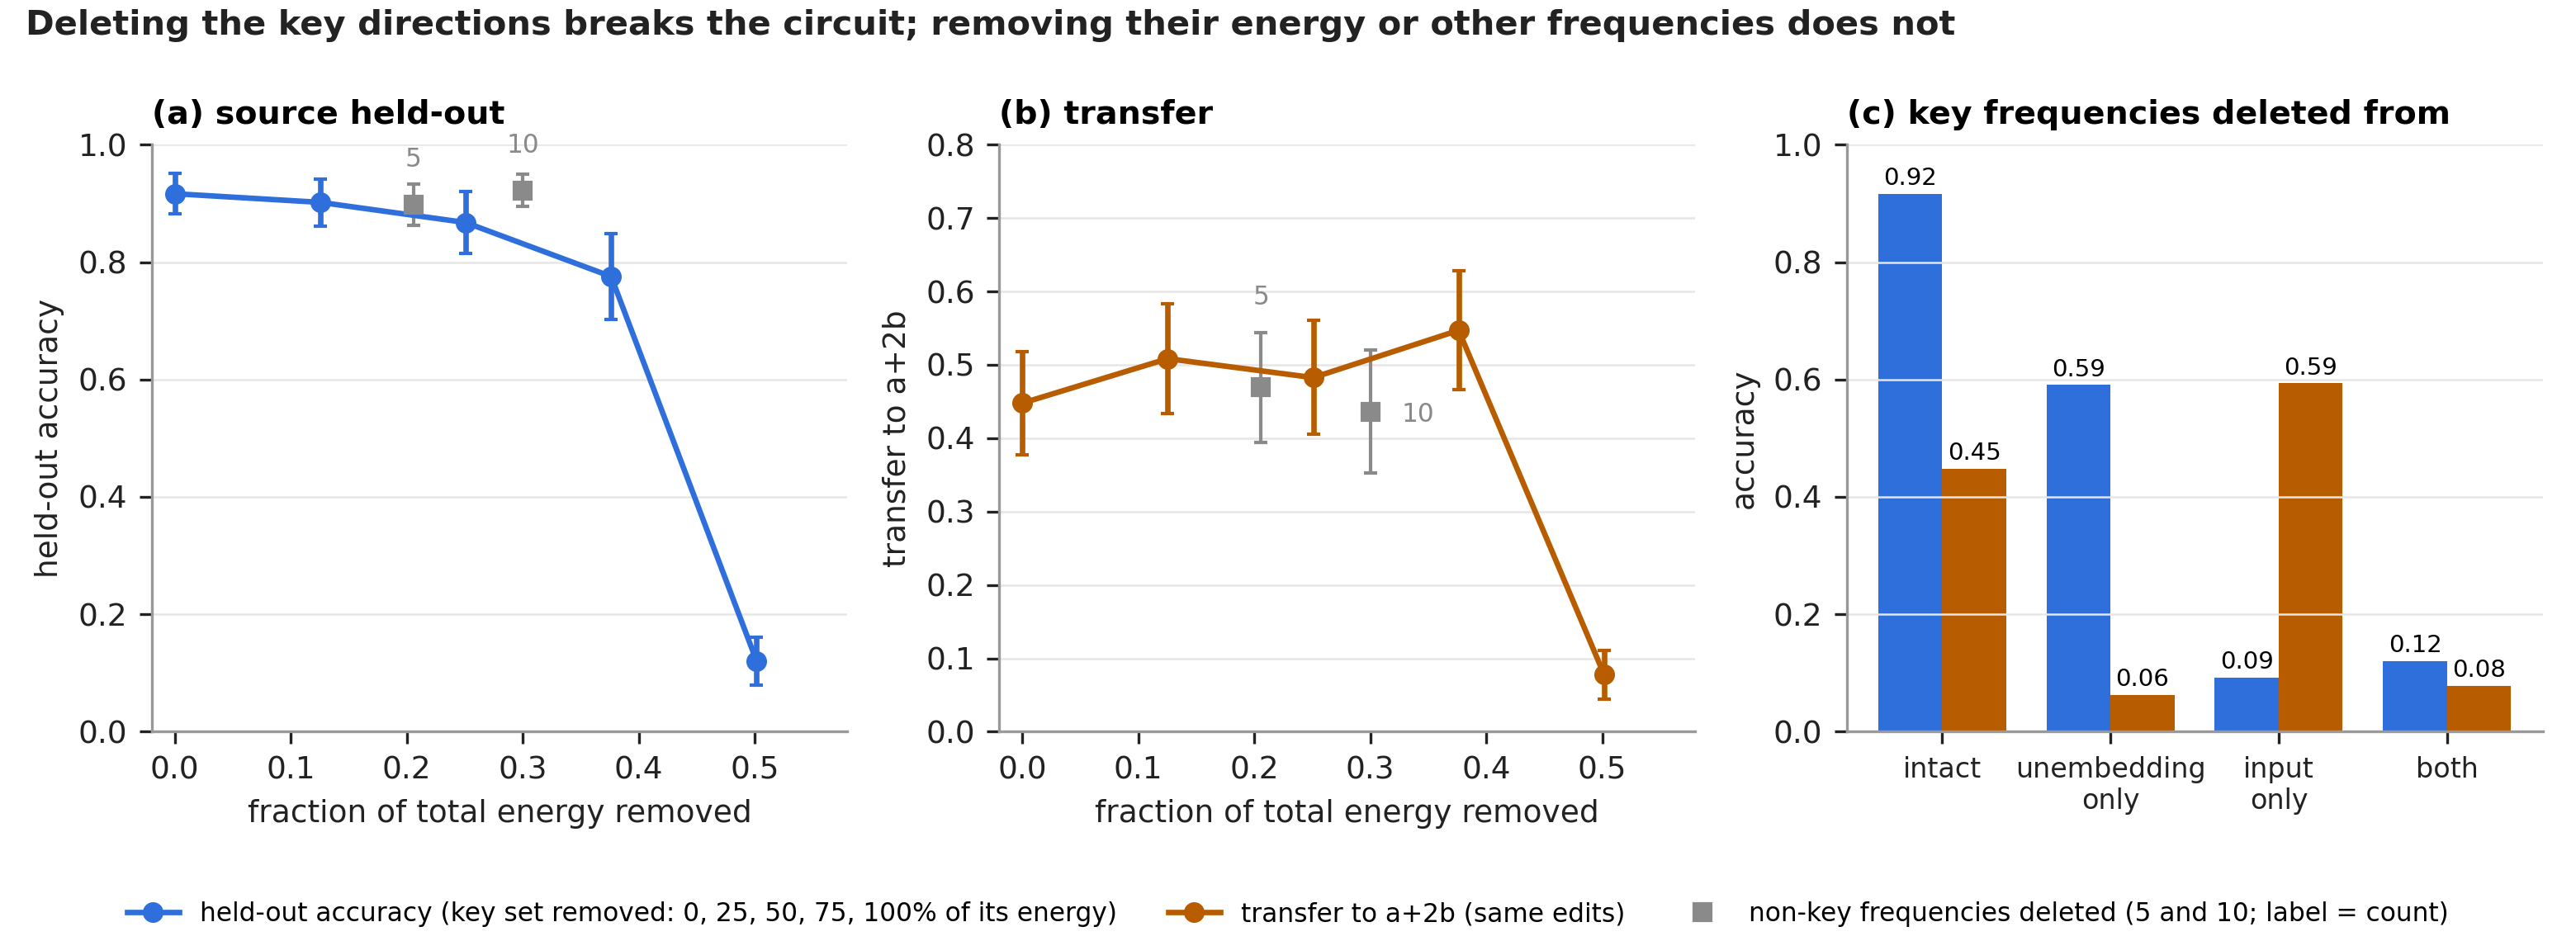 Deleting the key directions breaks the circuit; removing their energy or other frequencies does not
(a) source held-out
1.0
0.8
0.6
0.4
0.2
0.0
held-out accuracy
5
10
0.0 0.1 0.2 0.3 0.4 0.5
fraction of total energy removed
(b) transfer
0.8
0.7
0.6
0.5
0.4
0.3
0.2
0.1
0.0
transfer to a+2b
5
10
0.0 0.1 0.2 0.3 0.4 0.5
fraction of total energy removed
(c) key frequencies deleted from
1.0
0.8
0.6
0.4
0.2
0.0
accuracy
0.92
0.45
0.59
0.06
0.09
0.59
0.12
0.08
intact
unembedding
only
input
only
both
held-out accuracy (key set removed: 0, 25, 50, 75, 100% of its energy)
transfer to a+2b (same edits)
non-key frequencies deleted (5 and 10; label = count)